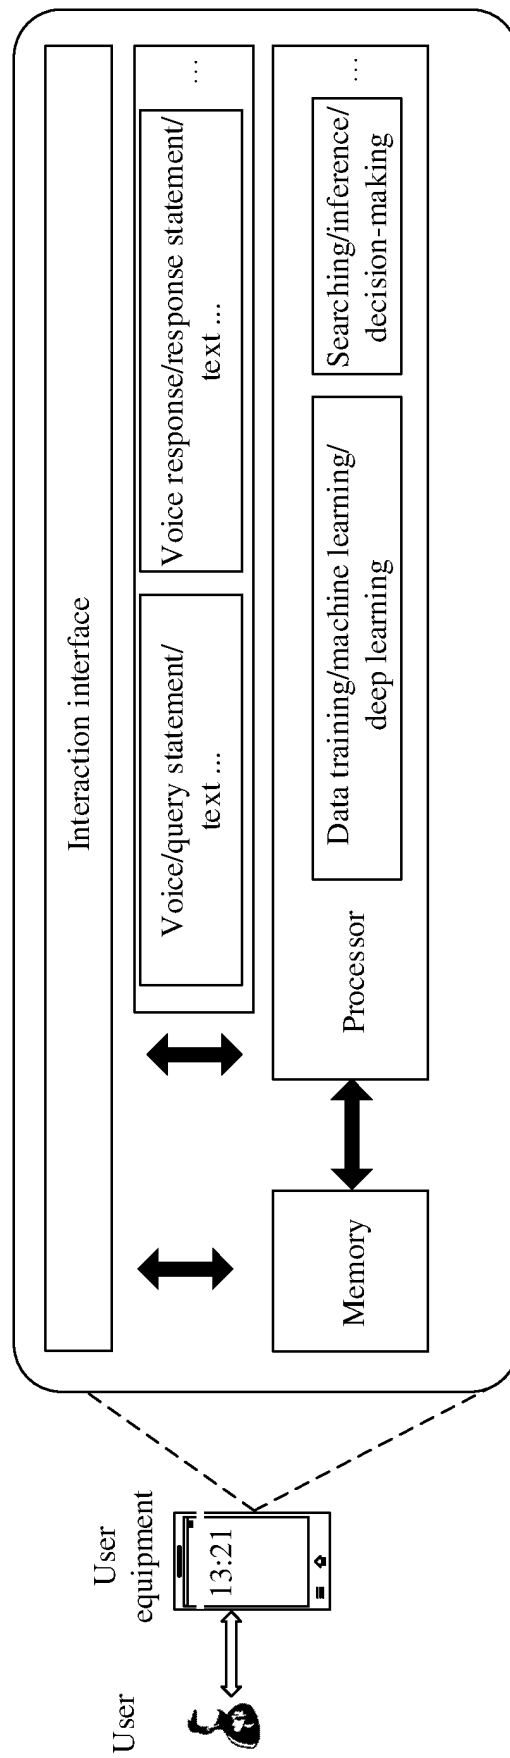 User
User
equipment
13:21
Interaction interface
Voice/query statement/
text ...
Voice response/response statement/
text ...
...
Memory
Processor
Data training/machine learning/
deep learning
Searching/inference/
decision-making
...